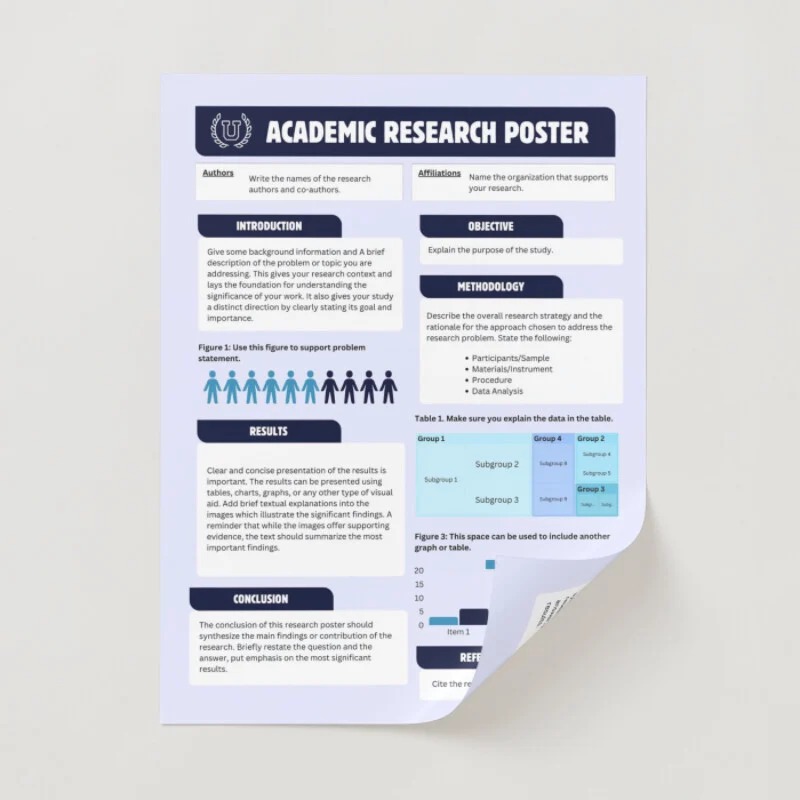 U
ACADEMIC RESEARCH POSTER
Authors
Write the names of the research
authors and co-authors.
Affiliations
Name the organization that supports
your research.
INTRODUCTION
Give some background information and A brief
description of the problem or topic you are
addressing. This gives your research context and
lays the foundation for understanding the
significance of your work. It also gives your study
a distinct direction by clearly stating its goal and
importance.
Figure 1: Use this figure to support problem
statement.
RESULTS
Clear and concise presentation of the results is
important. The results can be presented using
tables, charts, graphs, or any other type of visual
aid. Add brief textual explanations into the
images which illustrate the significant findings. A
reminder that while the images offer supporting
evidence, the text should summarize the most
important findings.
CONCLUSION
The conclusion of this research poster should
synthesize the main findings or contribution of the
research. Briefly restate the question and the
answer, put emphasis on the most significant
results.
OBJECTIVE
Explain the purpose of the study.
METHODOLOGY
Describe the overall research strategy and the
rationale for the approach chosen to address the
research problem. State the following:
• Participants/Sample
• Materials/Instrument
• Procedure
• Data Analysis
Table 1. Make sure you explain the data in the table.
Group 1
Subgroup 1
Subgroup 2
Subgroup 3
Group 4
Subgroup 8
Subgroup 9
Group 2
Subgroup 4
Subgroup 5
Group 3
Figure 3: This space can be used to include another
graph or table.
20
15
10
5
0
Item 1
Cite the